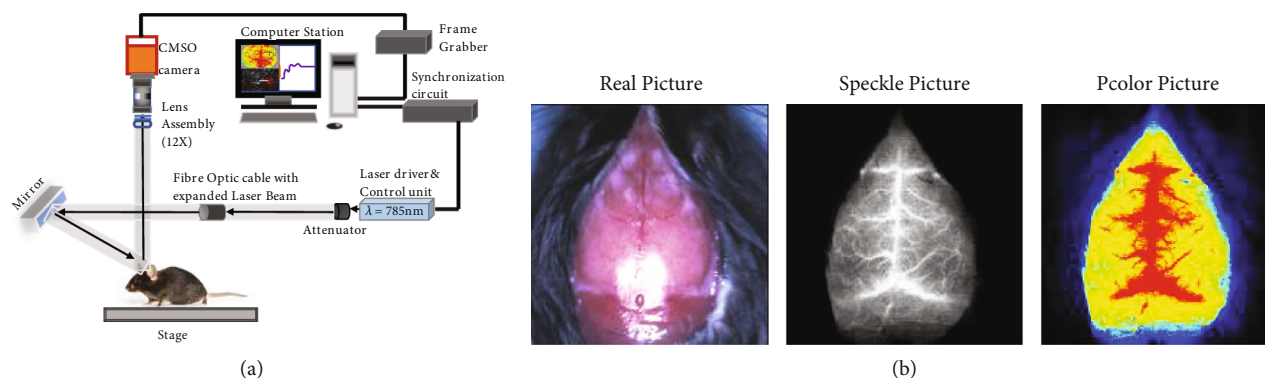 Computer Station
CMSO
camera
Frame
Grabber
Synchronization
circuit
Lens
Assembly
(12X)
Fibre Optic cable with
expanded Laser Beam
Laser driver&
Control unit
λ = 785nm
Attenuator
Mirror
Stage
(a)
Real Picture
Speckle Picture
Pcolor Picture
(b)